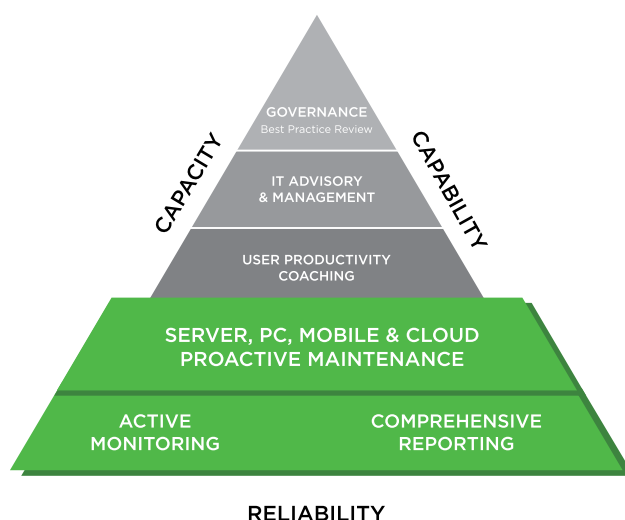 GOVERNANCE
Best Practice Review
CAPACITY
CAPABILITY
IT ADVISORY
& MANAGEMENT
USER PRODUCTIVITY
COACHING
SERVER, PC, MOBILE & CLOUD
PROACTIVE MAINTENANCE
ACTIVE
MONITORING
COMPREHENSIVE
REPORTING
RELIABILITY